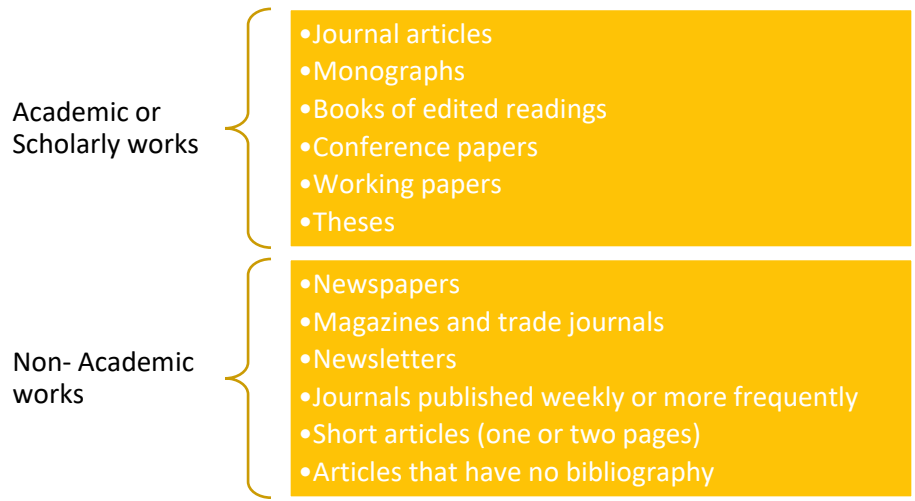 Academic or
Scholarly works
•Journal articles
•Monographs
•Books of edited readings
•Conference papers
•Working papers
•Theses
Non- Academic
works
•Newspapers
•Magazines and trade journals
•Newsletters
•Journals published weekly or more frequently
•Short articles (one or two pages)
•Articles that have no bibliography